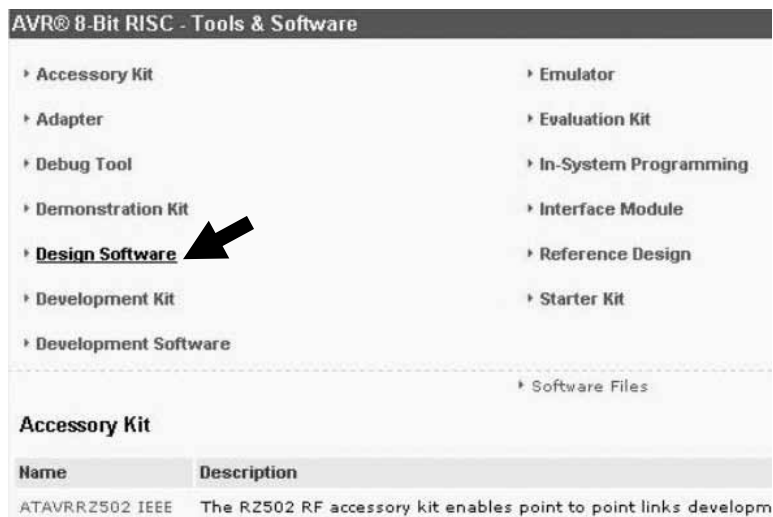 AVR® 8-Bit RISC - Tools & Software
Accessory Kit
Adapter
Debug Tool
Demonstration Kit
Design Software
Development Kit
Development Software
Emulator
Evaluation Kit
In-System Programming
Interface Module
Reference Design
Starter Kit
Software Files
Accessory Kit
Name Description
ATAVRRZ502 IEEE The RZ502 RF accessory kit enables point to point links developm